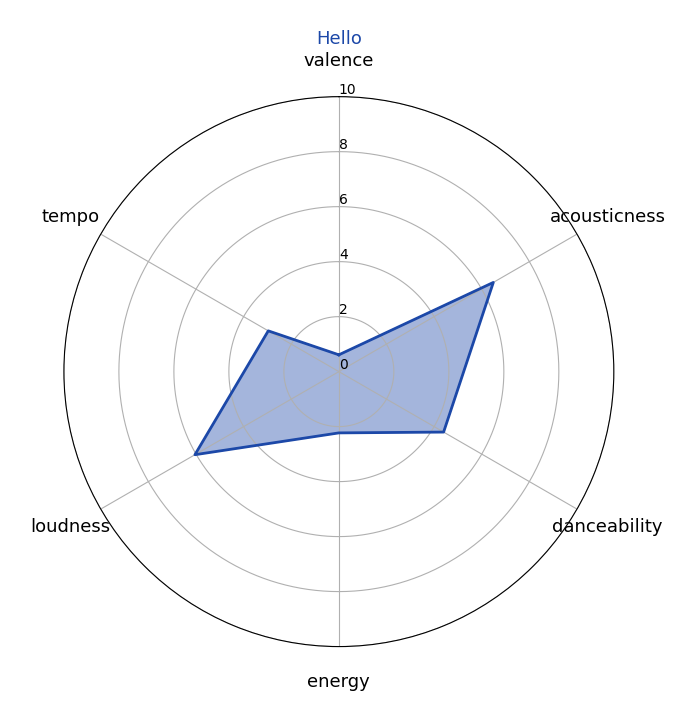 Hello
valence
10
8
6
4
2
0
tempo
acousticness
loudness
danceability
energy